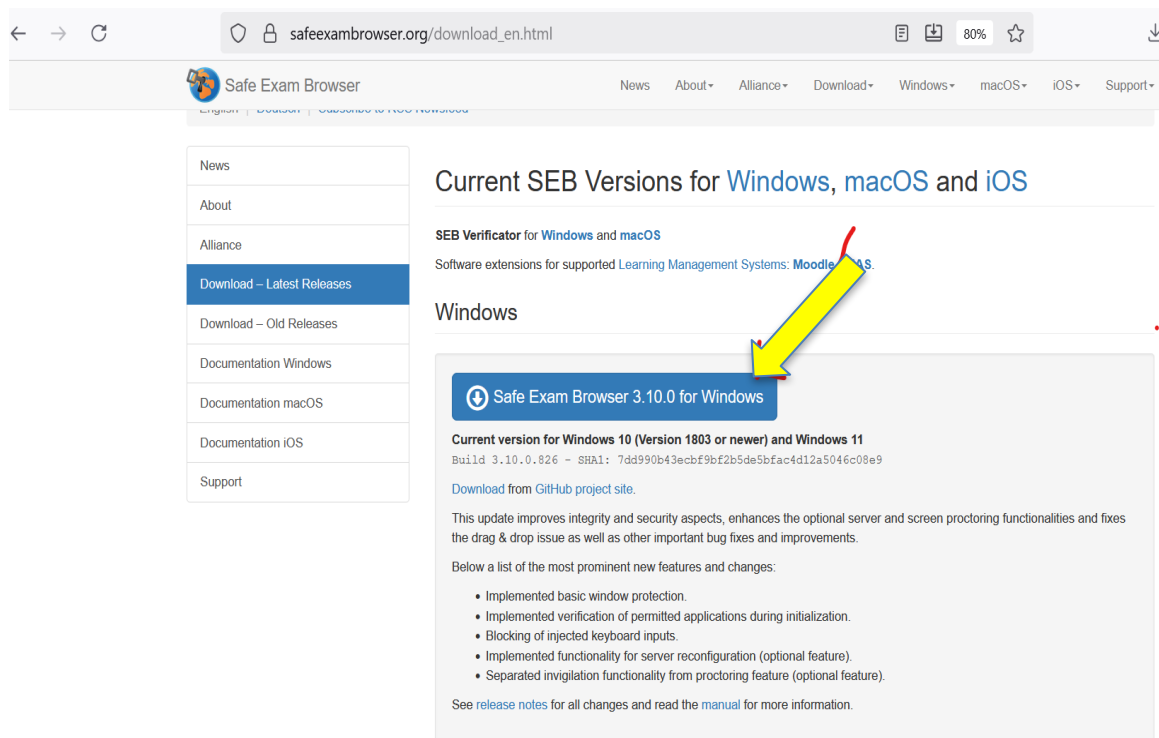 safeexambrowser.org/download_en.html
80%
Safe Exam Browser
News About Alliance Download Windows macOS iOS Support
News
About
Alliance
Download – Latest Releases
Download – Old Releases
Documentation Windows
Documentation macOS
Documentation iOS
Support
Current SEB Versions for Windows, macOS and iOS
SEB Verificator for Windows and macOS
Software extensions for supported Learning Management Systems: Moodle
Windows
Safe Exam Browser 3.10.0 for Windows
Current version for Windows 10 (Version 1803 or newer) and Windows 11
Build 3.10.0.826 – SHA1: 7dd990b43ecbf9bf2b5de5bfac4d12a5046c08e9
Download from GitHub project site.
This update improves integrity and security aspects, enhances the optional server and screen proctoring functionalities and fixes
the drag & drop issue as well as other important bug fixes and improvements.
Below a list of the most prominent new features and changes:
• Implemented basic window protection.
• Implemented verification of permitted applications during initialization.
• Blocking of injected keyboard inputs.
• Implemented functionality for server reconfiguration (optional feature).
• Separated invigilation functionality from proctoring feature (optional feature).
See release notes for all changes and read the manual for more information.